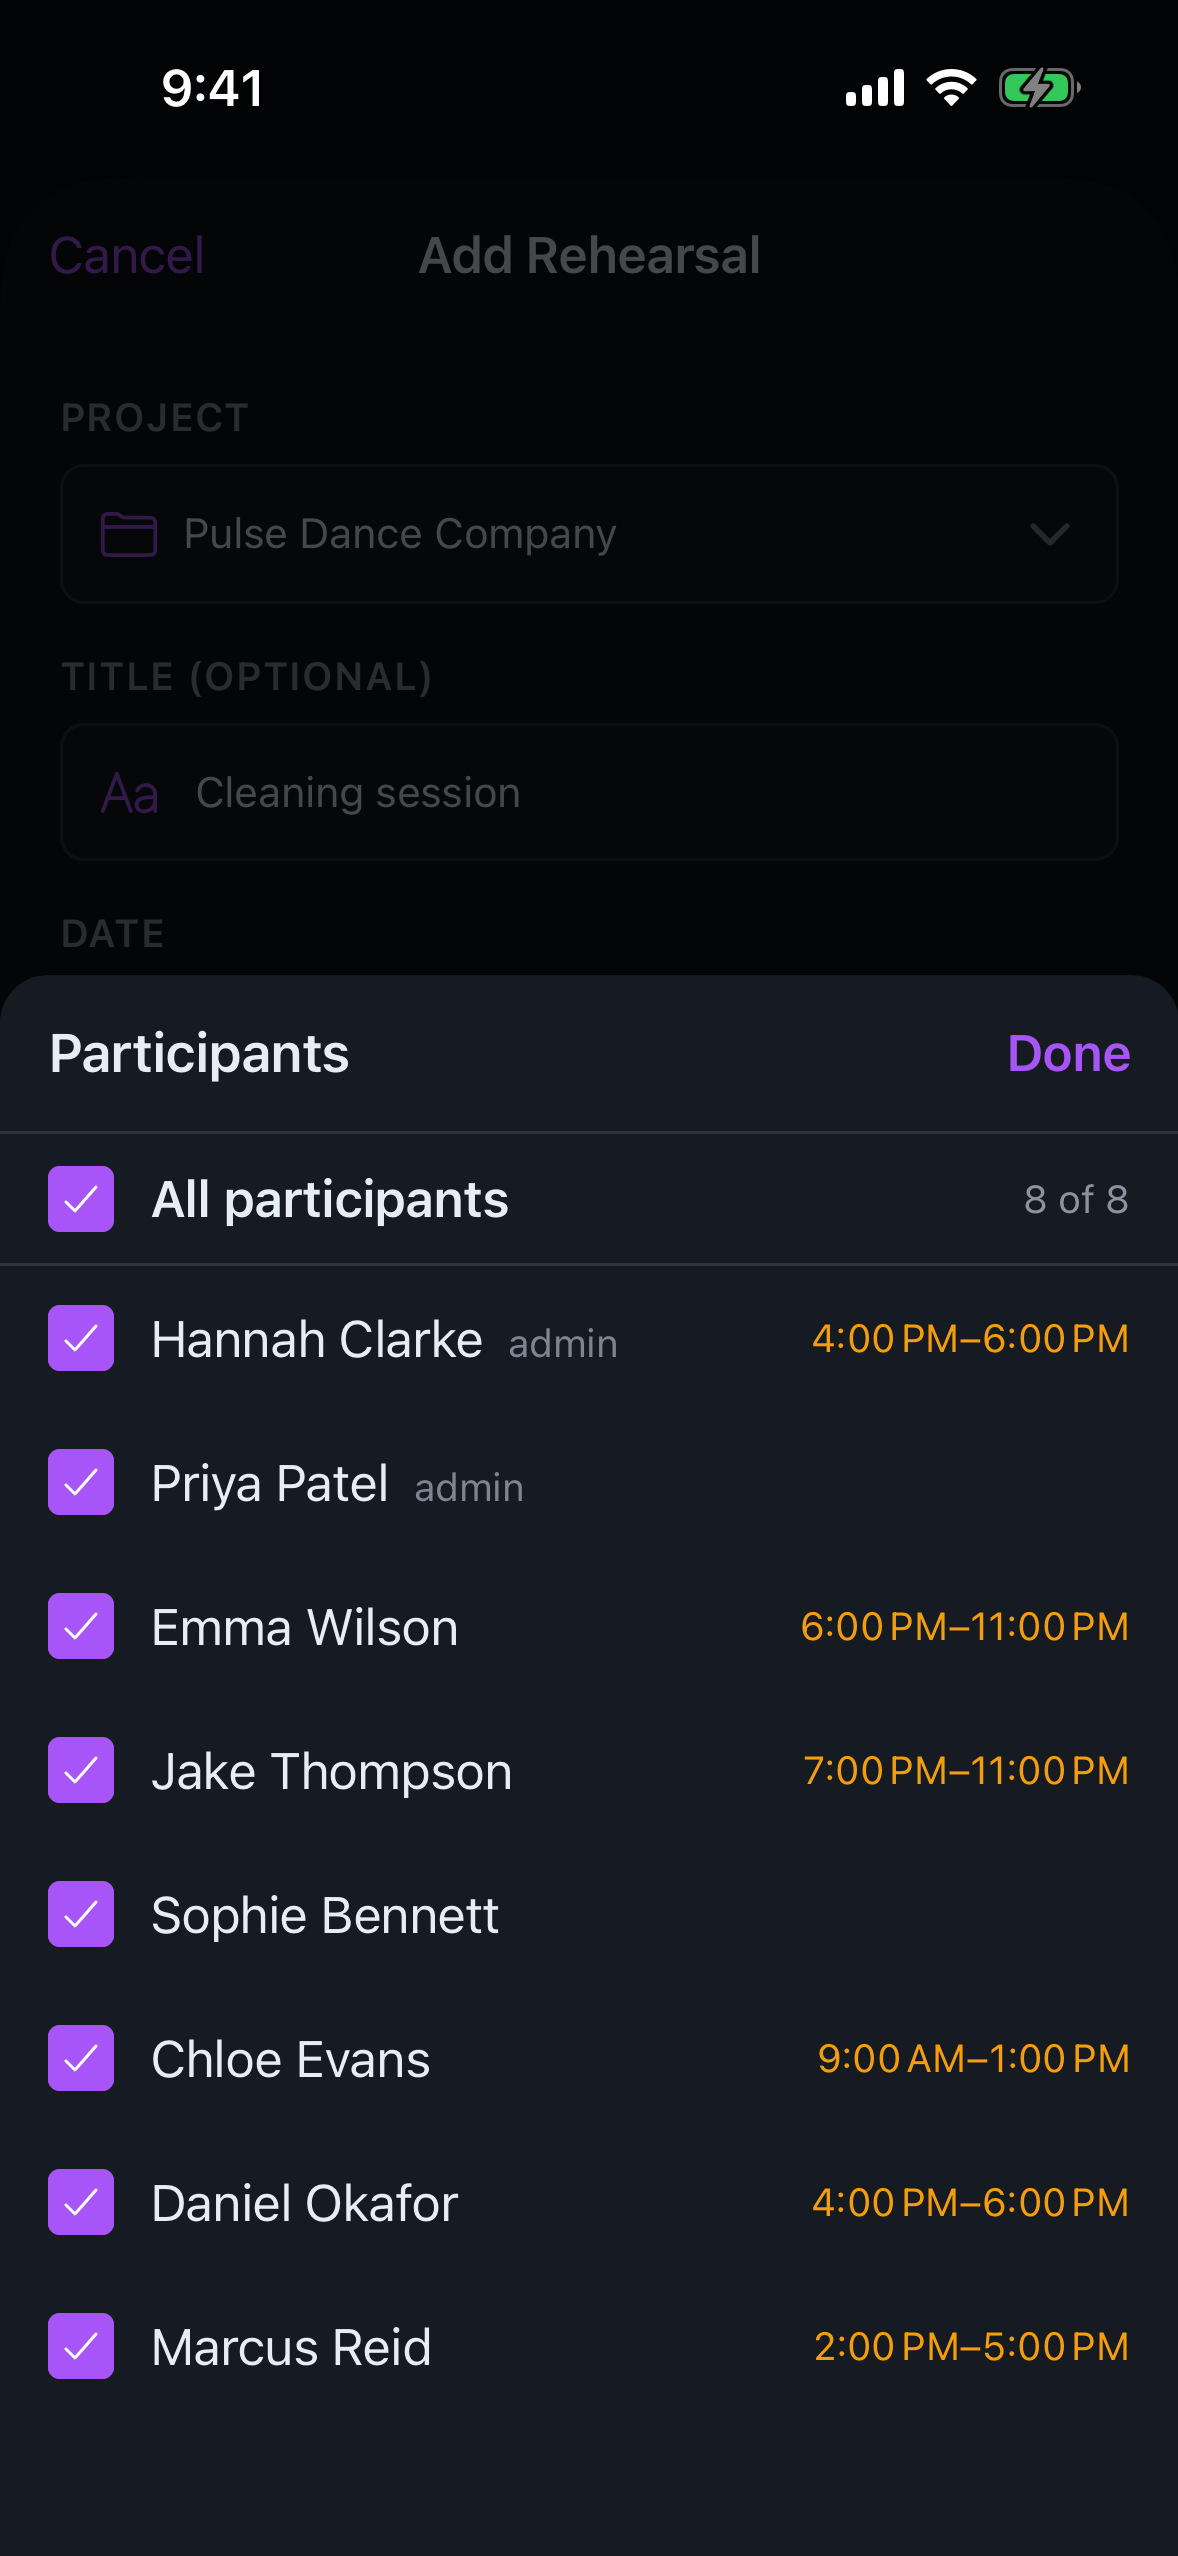 9:41
Cancel Add Rehearsal
PROJECT
Pulse Dance Company
TITLE (OPTIONAL)
Aa Cleaning session
DATE
Participants Done
All participants 8 of 8
Hannah Clarke admin 4:00 PM–6:00 PM
Priya Patel admin
Emma Wilson 6:00 PM–11:00 PM
Jake Thompson 7:00 PM–11:00 PM
Sophie Bennett
Chloe Evans 9:00 AM–1:00 PM
Daniel Okafor 4:00 PM–6:00 PM
Marcus Reid 2:00 PM–5:00 PM